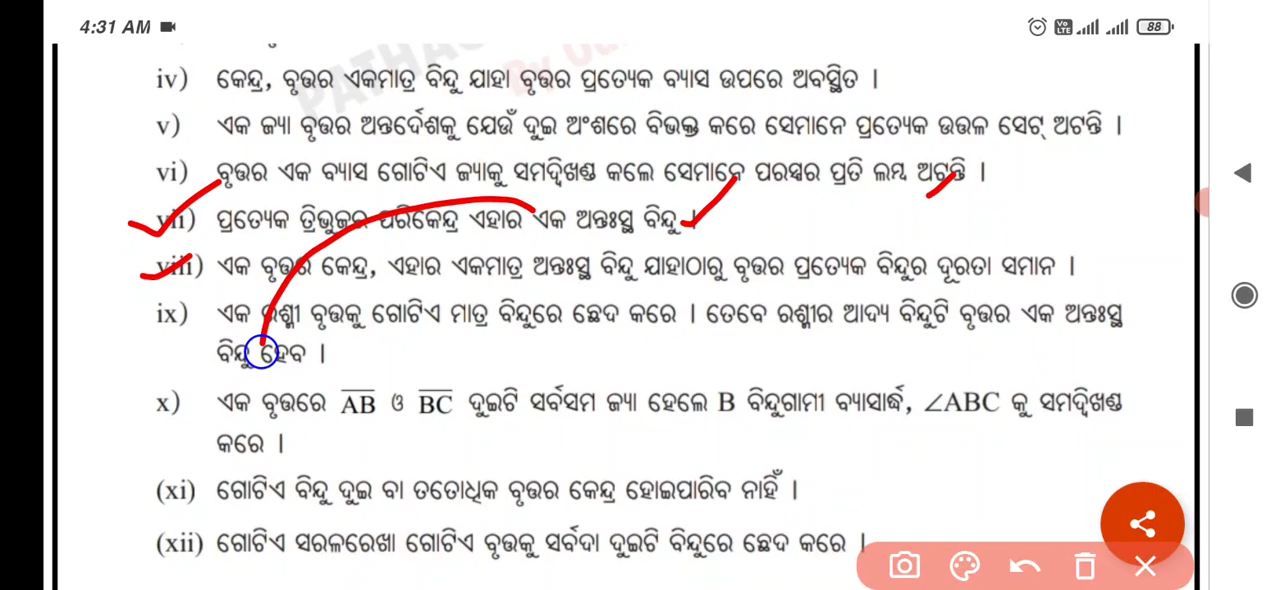 4:31 AM
Vo LTE 88
iv) କେନ୍ଦ୍ର, ବୃତ୍ତର ଏକମାତ୍ର ବିନ୍ଦୁ ଯାହା ବୃତ୍ତର ପ୍ରତ୍ୟେକ ବ୍ୟାସ ଉପରେ ଅବସ୍ଥିତ ।
v) ଏକ ଜ୍ୟା ବୃତ୍ତର ଅନ୍ତର୍ଦେଶକୁ ଯେଉଁ ଦୁଇ ଅଂଶରେ ବିଭକ୍ତ କରେ ସେମାନେ ପ୍ରତ୍ୟେକ ଉତ୍ତଳ ସେଟ୍ ଅଟନ୍ତି ।
vi) ବୃତ୍ତର ଏକ ବ୍ୟାସ ଗୋଟିଏ ଜ୍ୟାକୁ ସମଦ୍ୱିଖଣ୍ଡ କଲେ ସେମାନେ ପରସ୍ପର ପ୍ରତି ଲମ୍ବ ଅଟନ୍ତି ।
vii) ପ୍ରତ୍ୟେକ ତ୍ରିଭୁଜର ପରିକେନ୍ଦ୍ର ଏହାର ଏକ ଅନ୍ତଃସ୍ଥ ବିନ୍ଦୁ ।
viii) ଏକ ବୃତ୍ତର କେନ୍ଦ୍ର, ଏହାର ଏକମାତ୍ର ଅନ୍ତଃସ୍ଥ ବିନ୍ଦୁ ଯାହାଠାରୁ ବୃତ୍ତର ପ୍ରତ୍ୟେକ ବିନ୍ଦୁର ଦୂରତା ସମାନ ।
ix) ଏକ ରଶ୍ମୀ ବୃତ୍ତକୁ ଗୋଟିଏ ମାତ୍ର ବିନ୍ଦୁରେ ଛେଦ କରେ । ତେବେ ରଶ୍ମୀର ଆଦ୍ୟ ବିନ୍ଦୁଟି ବୃତ୍ତର ଏକ ଅନ୍ତଃସ୍ଥ
ବିନ୍ଦୁ ହେବ ।
x) ଏକ ବୃତ୍ତରେ AB ଓ BC ଦୁଇଟି ସର୍ବସମ ଜ୍ୟା ହେଲେ B ବିନ୍ଦୁଗାମୀ ବ୍ୟାସାର୍ଦ୍ଧ, ∠ABC କୁ ସମଦ୍ୱିଖଣ୍ଡ
କରେ ।
(xi) ଗୋଟିଏ ବିନ୍ଦୁ ଦୁଇ ବା ତତୋଧିକ ବୃତ୍ତର କେନ୍ଦ୍ର ହୋଇପାରିବ ନାହିଁ ।
(xii) ଗୋଟିଏ ସରଳରେଖା ଗୋଟିଏ ବୃତ୍ତକୁ ସର୍ବଦା ଦୁଇଟି ବିନ୍ଦୁରେ ଛେଦ କରେ ।